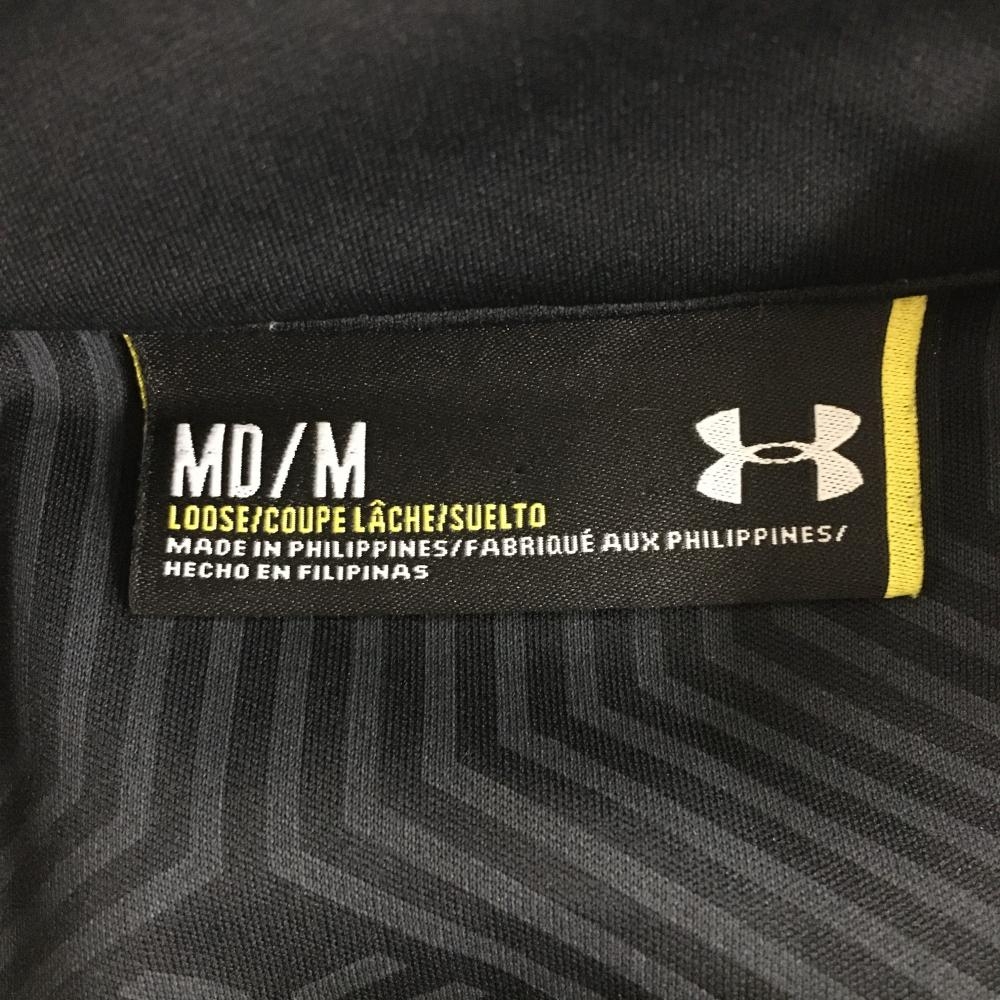 MD/M
LOOSE/COUPE LÂCHE/SUELTO
MADE IN PHILIPPINES/FABRIQUÉ AUX PHILIPPINES/
HECHO EN FILIPINAS